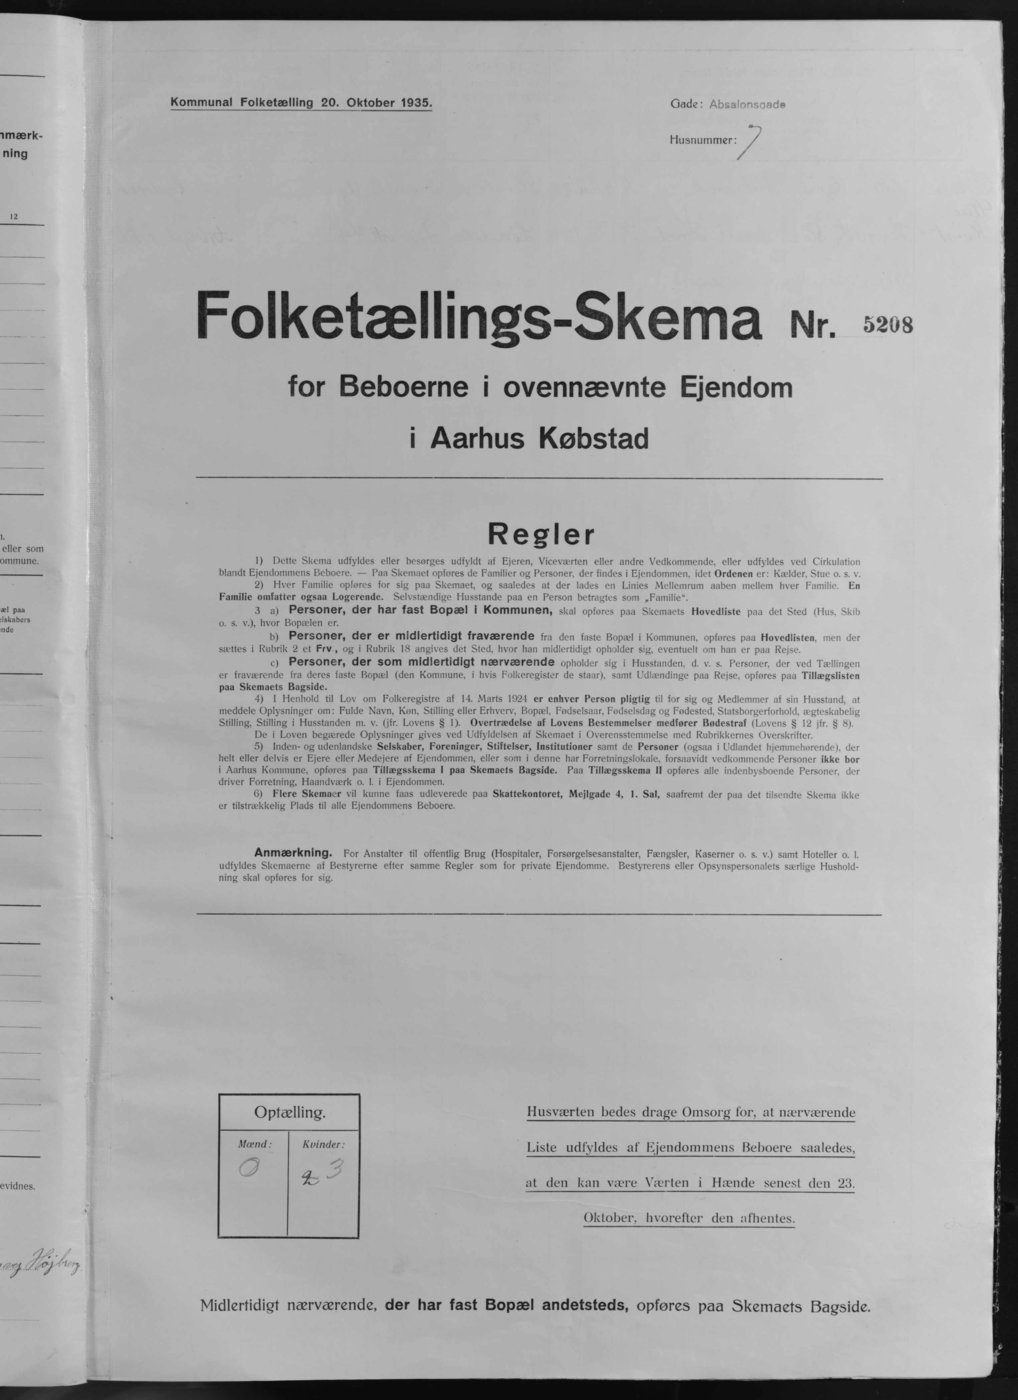 nmærk-
ning
12
eller som
ommune.
æl paa
elskabers
ende
evidnes.
Højberg
Kommunal Folketælling 20. Oktober 1935.
Gade: Absalonsgade
Husnummer: 7
Folketællings-Skema Nr. 5208
for Beboerne i ovennævnte Ejendom
i Aarhus Købstad
Regler
1) Dette Skema udfyldes eller besørges udfyldt af Ejeren, Viceværten eller andre Vedkommende, eller udfyldes ved Cirkulation
blandt Ejendommens Beboere. — Paa Skemaet opføres de Familier og Personer, der findes i Ejendommen, idet Ordenen er: Kælder, Stue o. s. v.
2) Hver Familie opføres for sig paa Skemaet, og saaledes at der lades en Linies Mellemrum aaben mellem hver Familie. En
Familie omfatter ogsaa Logerende. Selvstændige Husstande paa en Person betragtes som „Familie“.
3 a) Personer, der har fast Bopæl i Kommunen, skal opføres paa Skemaets Hovedliste paa det Sted (Hus, Skib
o. s. v.), hvor Bopælen er.
b) Personer, der er midlertidigt fraværende fra den faste Bopæl i Kommunen, opføres paa Hovedlisten, men der
sættes i Rubrik 2 et Frv., og i Rubrik 18 angives det Sted, hvor han midlertidigt opholder sig, eventuelt om han er paa Rejse.
c) Personer, der som midlertidigt nærværende opholder sig i Husstanden, d. v. s. Personer, der ved Tællingen
er fraværende fra deres faste Bopæl (den Kommune, i hvis Folkeregister de staar), samt Udlændinge paa Rejse, opføres paa Tillægslisten
paa Skemaets Bagside.
4) I Henhold til Lov om Folkeregistre af 14. Marts 1924 er enhver Person pligtig til for sig og Medlemmer af sin Husstand, at
meddele Oplysninger om: Fulde Navn, Køn, Stilling eller Erhverv, Bopæl, Fødselsaar, Fødselsdag og Fødested, Statsborgerforhold, ægteskabelig
Stilling, Stilling i Husstanden m. v. (jfr. Lovens § 1). Overtrædelse af Lovens Bestemmelser medfører Bødestraf (Lovens § 12 jfr. § 8).
De i Loven begærede Oplysninger gives ved Udfyldelsen af Skemaet i Overensstemmelse med Rubrikkernes Overskrifter.
5) Inden- og udenlandske Selskaber, Foreninger, Stiftelser, Institutioner samt de Personer (ogsaa i Udlandet hjemmehørende), der
helt eller delvis er Ejere eller Medejere af Ejendommen, eller som i denne har Forretningslokale, forsaavidt vedkommende Personer ikke bor
i Aarhus Kommune, opføres paa Tillægsskema I paa Skemaets Bagside. Paa Tillægsskema II opføres alle indenbysboende Personer, der
driver Forretning, Haandværk o. l. i Ejendommen.
6) Flere Skemaer vil kunne faas udleverede paa Skattekontoret, Mejlgade 4, 1. Sal, saafremt der paa det tilsendte Skema ikke
er tilstrækkelig Plads til alle Ejendommens Beboere.
Anmærkning. For Anstalter til offentlig Brug (Hospitaler, Forsørgelsesanstalter, Fængsler, Kaserner o. s. v.) samt Hoteller o. l.
udfyldes Skemaerne af Bestyrerne efter samme Regler som for private Ejendomme. Bestyrerens eller Opsynspersonalets særlige Hushold-
ning skal opføres for sig.
Optælling.
Mænd: Kvinder:
0 2 3
Husværten bedes drage Omsorg for, at nærværende
Liste udfyldes af Ejendommens Beboere saaledes,
at den kan være Værten i Hænde senest den 23.
Oktober, hvorefter den afhentes.
Midlertidigt nærværende, der har fast Bopæl andetsteds, opføres paa Skemaets Bagside.